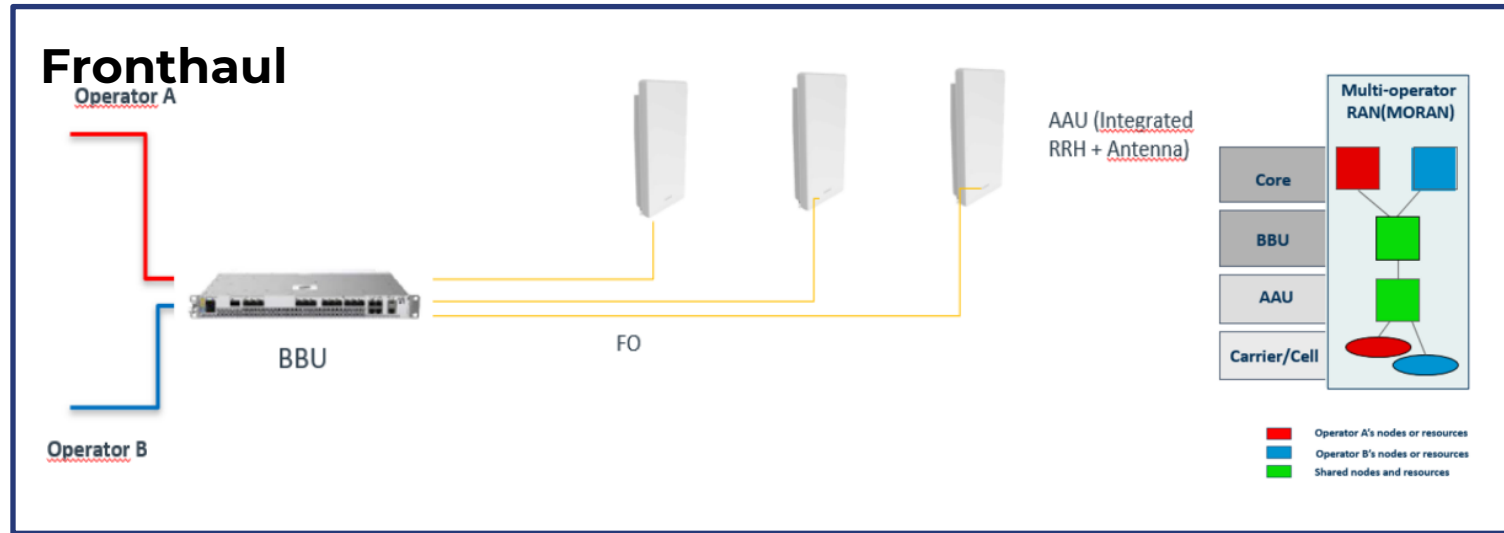 Fronthaul
Operator A
AAU (Integrated
RRH + Antenna)
BBU
FO
Operator B
Multi-operator
RAN(MORAN)
Core
BBU
AAU
Carrier/Cell
Operator A's nodes or resources
Operator B's nodes or resources
Shared nodes and resources